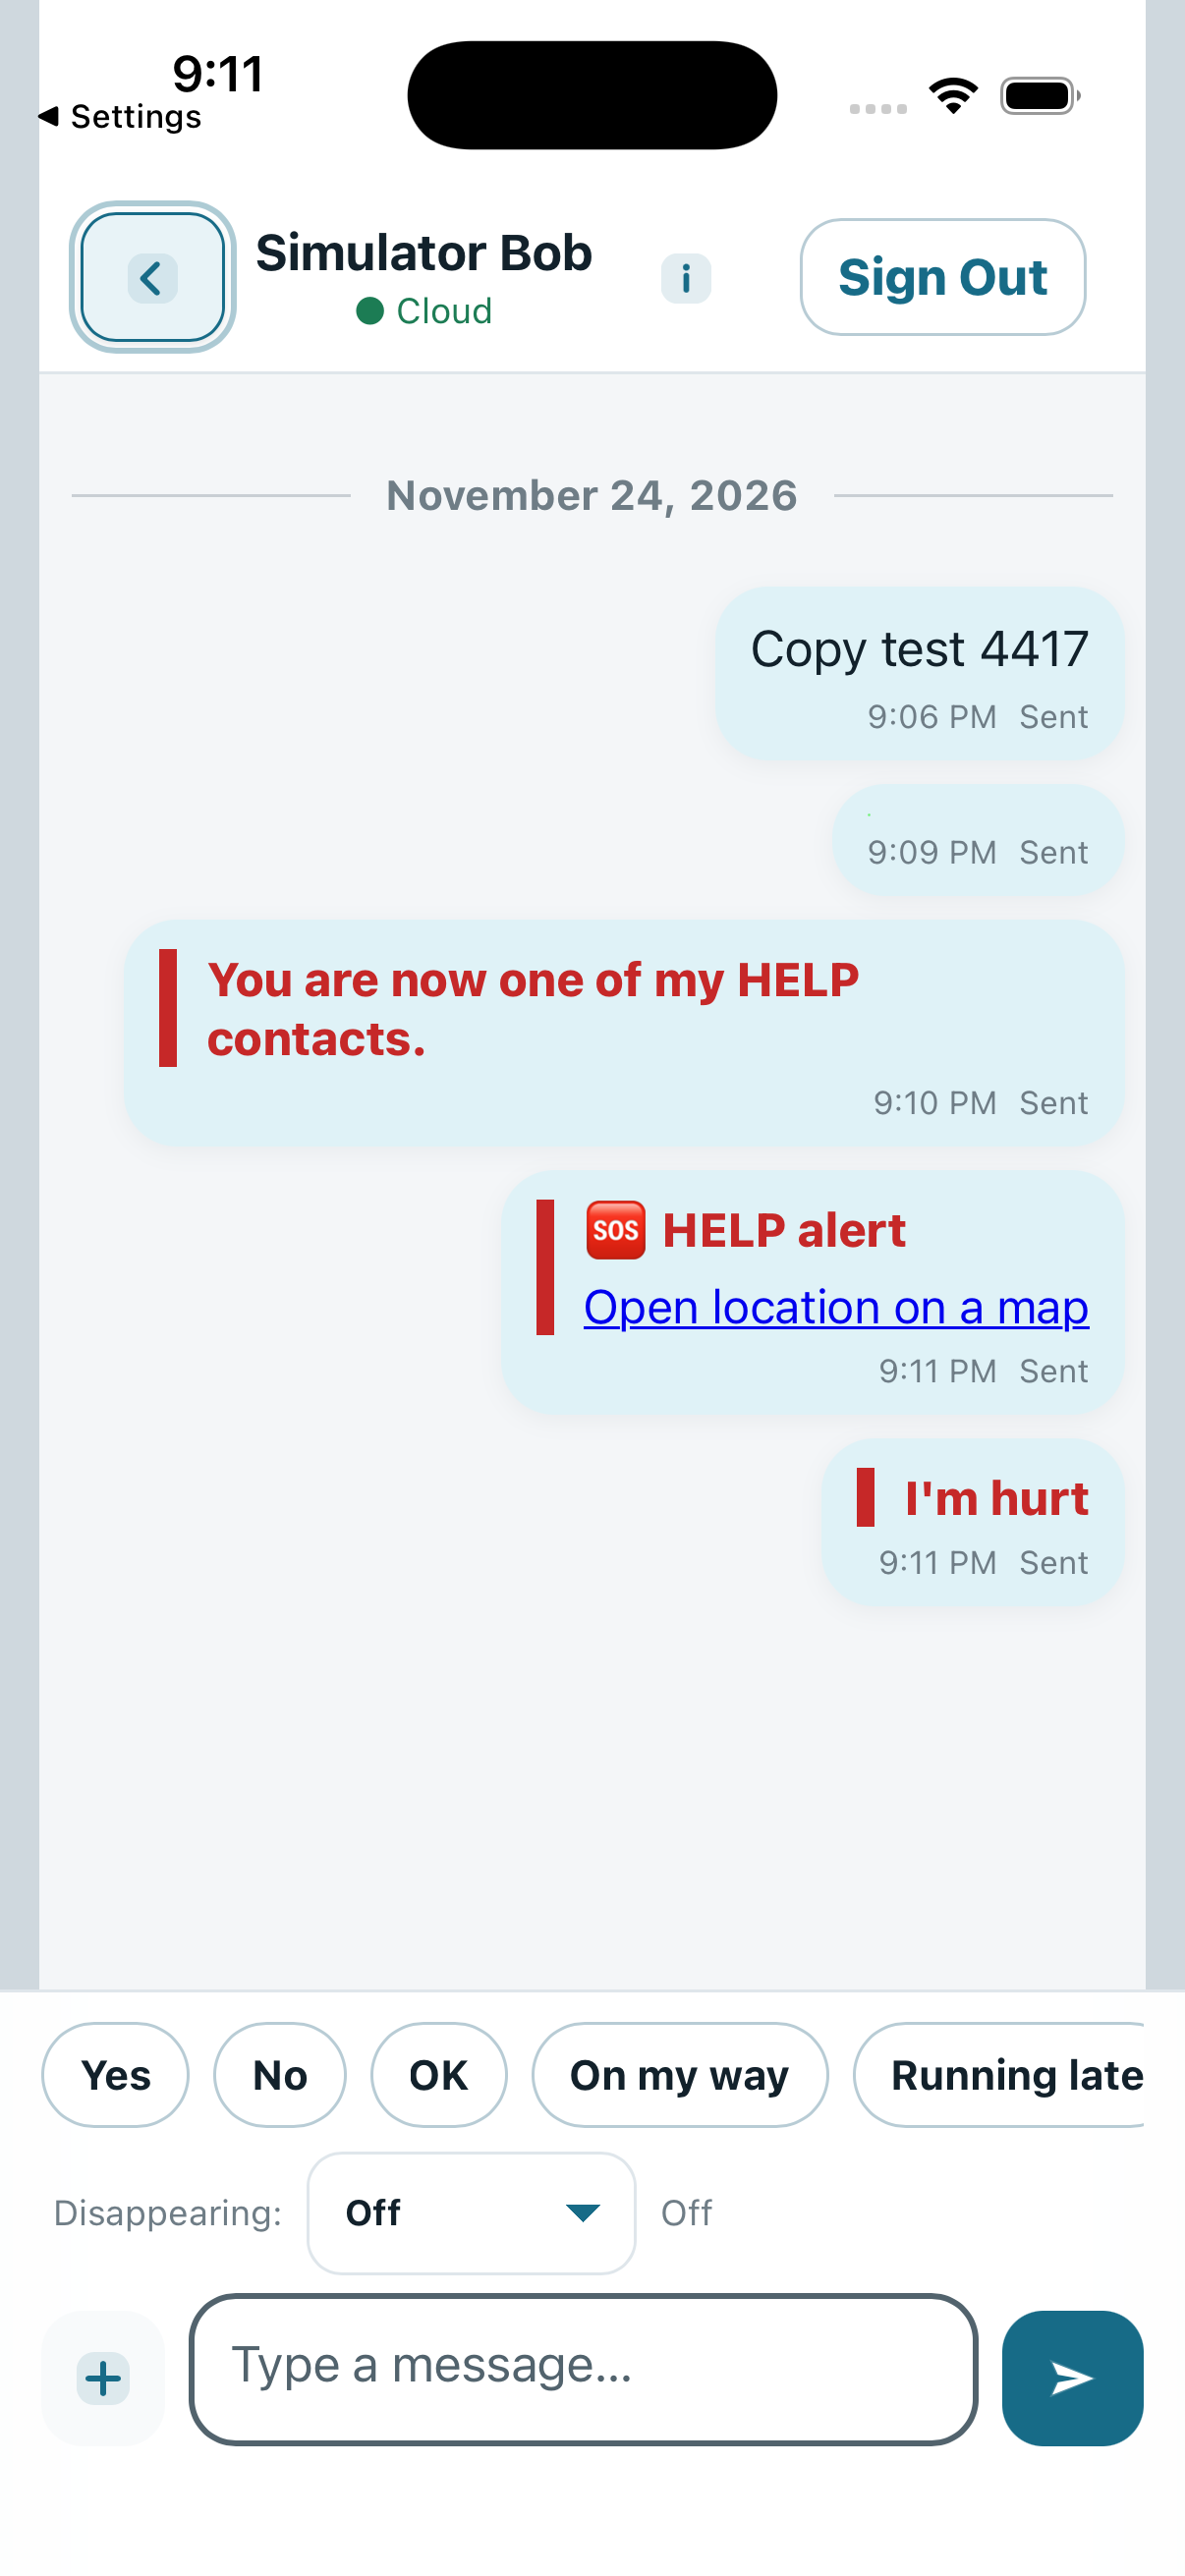 9:11
◀ Settings
Simulator Bob
Cloud
i
Sign Out
November 24, 2026
Copy test 4417
9:06 PM Sent
9:09 PM Sent
You are now one of my HELP
contacts.
9:10 PM Sent
🆘 HELP alert
Open location on a map
9:11 PM Sent
I'm hurt
9:11 PM Sent
Yes
No
OK
On my way
Running late
Disappearing:
Off
Off
Type a message...